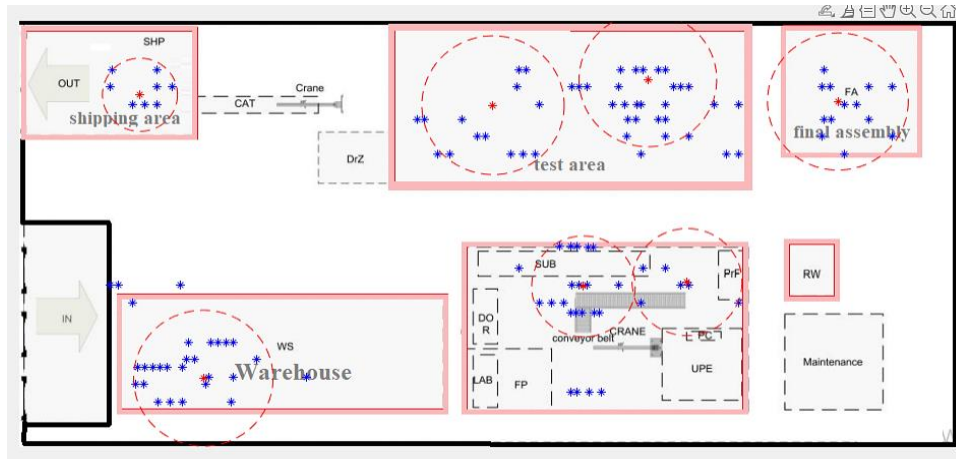 SHP
OUT
shipping area
Crane
CAT
DrZ
test area
FA
final assembly
SUB
PrF
RW
IN
DO
R
CRANE
conveyor belt
PC
WS
Warehouse
LAB
FP
UPE
Maintenance